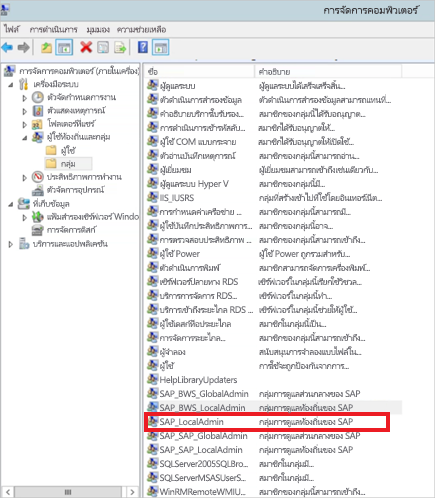 การจัดการคอมพิวเตอร์
ไฟล์ การดำเนินการ มุมมอง ความช่วยเหลือ
การจัดการคอมพิวเตอร์ (ภายในเครื่อง)
เครื่องมือระบบ
ตัวจัดกำหนดการงาน
ตัวแสดงเหตุการณ์
โฟลเดอร์ที่แชร์
ผู้ใช้ท้องถิ่นและกลุ่ม
ผู้ใช้
กลุ่ม
ประสิทธิภาพการทำงาน
ตัวจัดการอุปกรณ์
ที่เก็บข้อมูล
แฟ้มสำรองเซิร์ฟเวอร์ Windo
การจัดการดิสก์
บริการและแอปพลิเคชัน
ชื่อ คำอธิบาย
ผู้ดูแลระบบ ผู้ดูแลระบบได้เสร็จเสร็จสิ้น...
ตัวดำเนินการสำรองข้อมูล ตัวดำเนินการสำรองข้อมูลสามารถแทนที่...
คำอธิบายบริการใบรับรอง... สมาชิกของกลุ่มนี้ได้รับอนุญาต...
ตัวดำเนินการเข้ารหัสลับ สมาชิกได้รับอนุญาตให้...
ผู้ใช้ COM แบบกระจาย สมาชิกได้รับอนุญาตให้เปิดใช้...
ตัวอ่านบันทึกเหตุการณ์ สมาชิกของกลุ่มนี้สามารถอ่าน...
ผู้เยี่ยมชม ผู้เยี่ยมชมสามารถเข้าถึงเช่นเดียวกับ...
ผู้ดูแลระบบ Hyper V สมาชิกของกลุ่มนี้มี...
IIS_IUSRS กลุ่มที่สร้างเข้าไปที่ใช้โดยอินเทอร์เน็ต...
การกำหนดค่าเครือข่าย ... สมาชิกของกลุ่มนี้สามารถมี...
ผู้ใช้บันทึกประสิทธิภาพการ... สมาชิกของกลุ่มนี้อาจ...
การตรวจสอบประสิทธิภาพ ... สมาชิกของกลุ่มนี้สามารถเข้าถึง...
ผู้ใช้ Power ผู้ใช้ Power ถูกรวมสำหรับ...
ตัวดำเนินการพิมพ์ สมาชิกสามารถจัดการเครื่องพิมพ์...
เซิร์ฟเวอร์ปลายทาง RDS เซิร์ฟเวอร์ในกลุ่มนี้เรียกใช้เวอชวล...
บริการการจัดการ RDS เซิร์ฟเวอร์ในกลุ่มนี้ทำ...
บริการเข้าถึงระยะไกล RDS ... เซิร์ฟเวอร์ในกลุ่มนี้ช่วยให้ผู้ใช้...
ผู้ใช้เดสก์ท็อประยะไกล สมาชิกในกลุ่มนี้เป็น...
การจัดการระยะไกล... สมาชิกของกลุ่มนี้สามารถเข้าถึง...
ผู้จำลอง สนับสนุนการจำลองแบบไฟล์ใน...
ผู้ใช้ การใช้จะถูกป้องกันจากการ...
HelpLibraryUpdaters
SAP_BWS_GlobalAdmin กลุ่มการดูแลส่วนกลางของ SAP
SAP_BWS_LocalAdmin กลุ่มการดูแลท้องถิ่นของ SAP
SAP_LocalAdmin กลุ่มการดูแลท้องถิ่นของ SAP
SAP_SAP_GlobalAdmin กลุ่มการดูแลส่วนกลางของ SAP
SAP_SAP_LocalAdmin กลุ่มการดูแลท้องถิ่นของ SAP
SQLServer2005SQLBro... สมาชิกในกลุ่มมี...
SQLServerMSASUsersS... สมาชิกในกลุ่มมี...
WinRMRemoteWMIU... สมาชิกของกลุ่มนี้สามารถเข้าถึง...